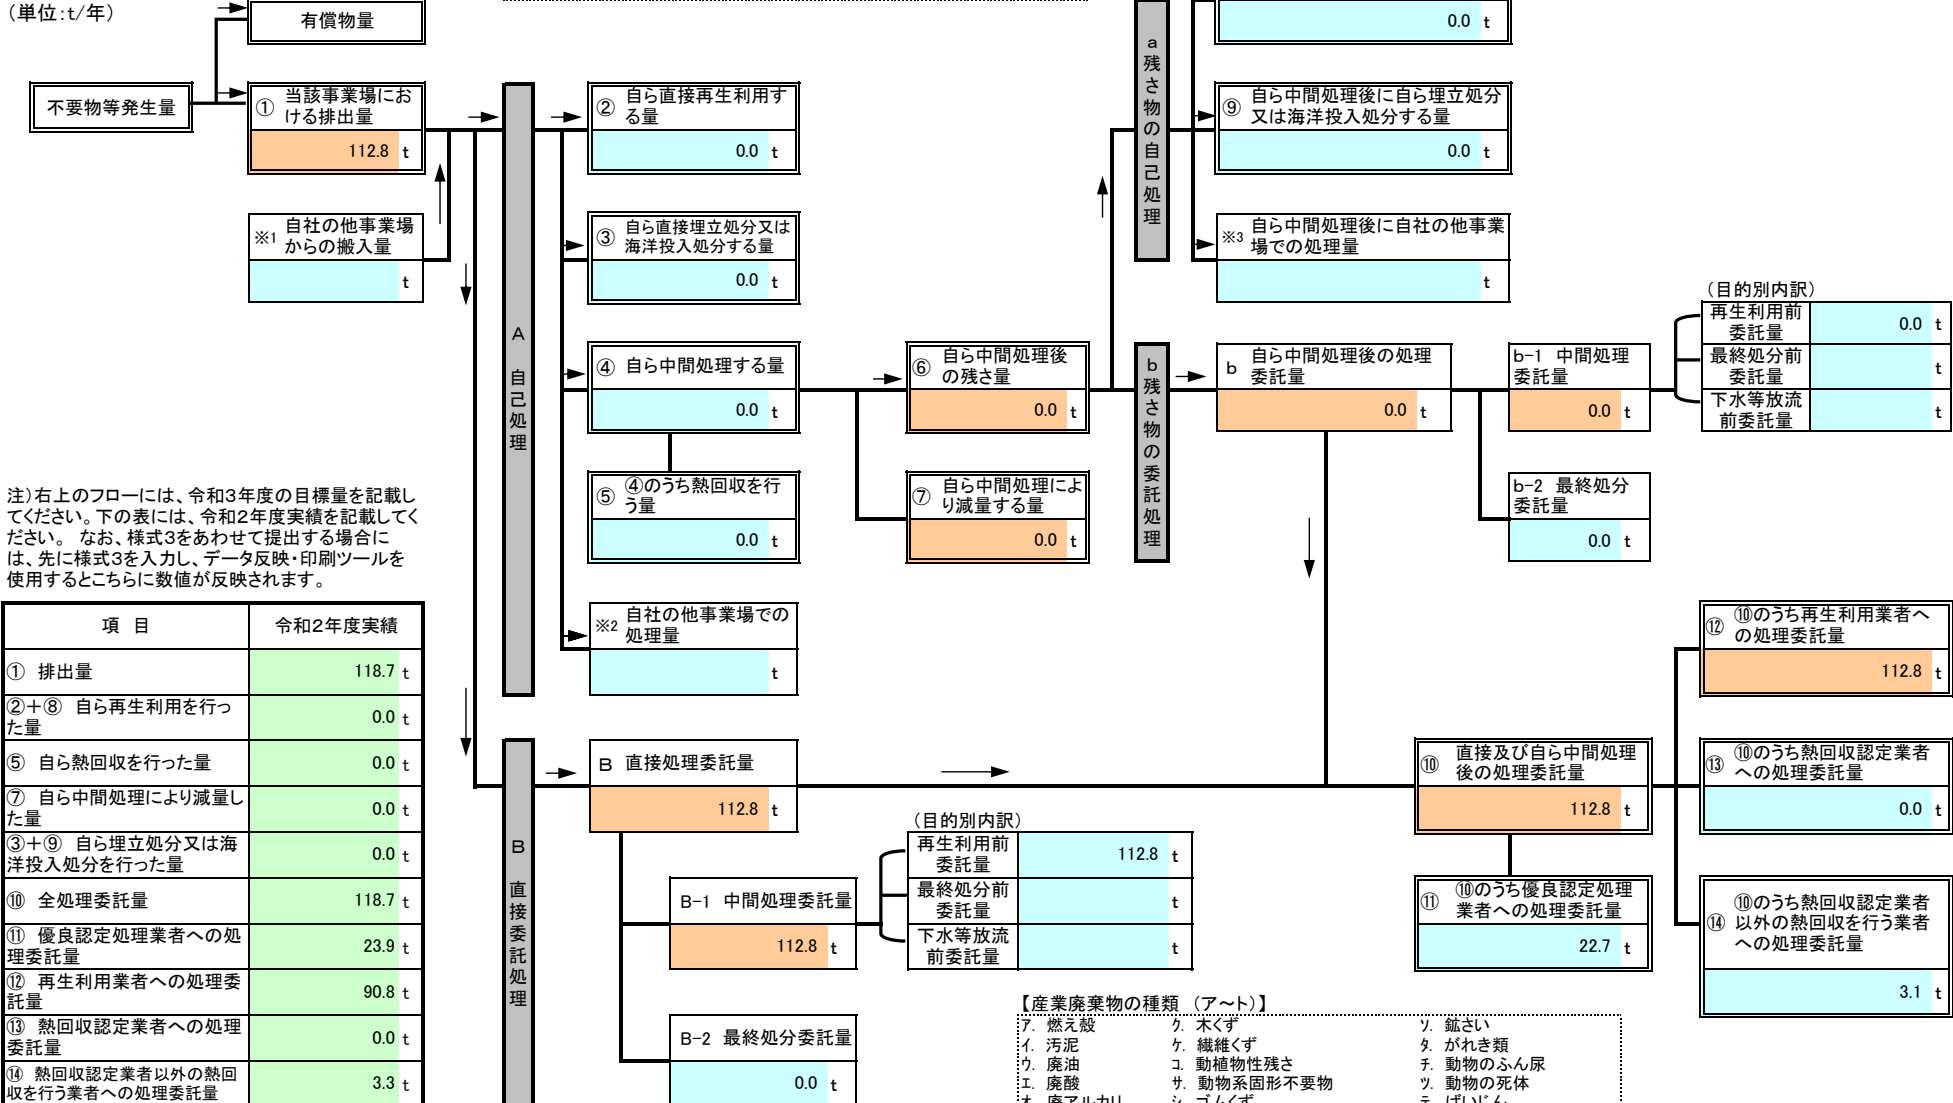 （単位:t/年）
有償物量
0.0 t
不要物等発生量
① 当該事業場にお
ける排出量
112.8 t
※1 自社の他事業場
からの搬入量
t
A 自己処理
② 自ら直接再生利用す
る量
0.0 t
③ 自ら直接埋立処分又は
海洋投入処分する量
0.0 t
④ 自ら中間処理する量
0.0 t
⑤ ④のうち熱回収を行
う量
0.0 t
※2 自社の他事業場での
処理量
t
⑥ 自ら中間処理後
の残さ量
0.0 t
⑦ 自ら中間処理によ
り減量する量
0.0 t
a 残さ物の自己処理
⑨ 自ら中間処理後に自ら埋立処分
又は海洋投入処分する量
0.0 t
※3 自ら中間処理後に自社の他事業
場での処理量
t
b 残さ物の委託処理
b 自ら中間処理後の処理
委託量
0.0 t
b-1 中間処理
委託量
0.0 t
（目的別内訳）
再生利用前
委託量
0.0 t
最終処分前
委託量
t
下水等放流
前委託量
t
b-2 最終処分
委託量
0.0 t
注）右上のフローには、令和３年度の目標量を記載し
てください。下の表には、令和２年度実績を記載してく
ださい。 なお、様式３をあわせて提出する場合に
は、先に様式３を入力し、データ反映・印刷ツールを
使用するとこちらに数値が反映されます。
項 目 令和２年度実績
① 排出量 118.7 t
②＋⑧ 自ら再生利用を行っ
た量 0.0 t
⑤ 自ら熱回収を行った量 0.0 t
⑦ 自ら中間処理により減量し
た量 0.0 t
③＋⑨ 自ら埋立処分又は海
洋投入処分を行った量 0.0 t
⑩ 全処理委託量 118.7 t
⑪ 優良認定処理業者への処
理委託量 23.9 t
⑫ 再生利用業者への処理委
託量 90.8 t
⑬ 熱回収認定業者への処理
委託量 0.0 t
⑭ 熱回収認定業者以外の熱回
収を行う業者への処理委託量 3.3 t
B 直接委託処理
B 直接処理委託量
112.8 t
B-1 中間処理委託量
112.8 t
（目的別内訳）
再生利用前
委託量
112.8 t
最終処分前
委託量
t
下水等放流
前委託量
t
B-2 最終処分委託量
0.0 t
⑩ 直接及び自ら中間処理
後の処理委託量
112.8 t
⑪ ⑩のうち優良認定処理
業者への処理委託量
22.7 t
⑫ ⑩のうち再生利用業者へ
の処理委託量
112.8 t
⑬ ⑩のうち熱回収認定業者
への処理委託量
0.0 t
⑭ ⑩のうち熱回収認定業者
以外の熱回収を行う業者
への処理委託量
3.1 t
【産業廃棄物の種類 （ア～ト）】
ア. 燃え殻 ク. 木くず ソ. 鉱さい
イ. 汚泥 ケ. 繊維くず タ. がれき類
ウ. 廃油 コ. 動植物性残さ チ. 動物のふん尿
エ. 廃酸 サ. 動物系固形不要物 ツ. 動物の死体
オ. 廃アルカリ シ. ゴムくず テ. ばいじん